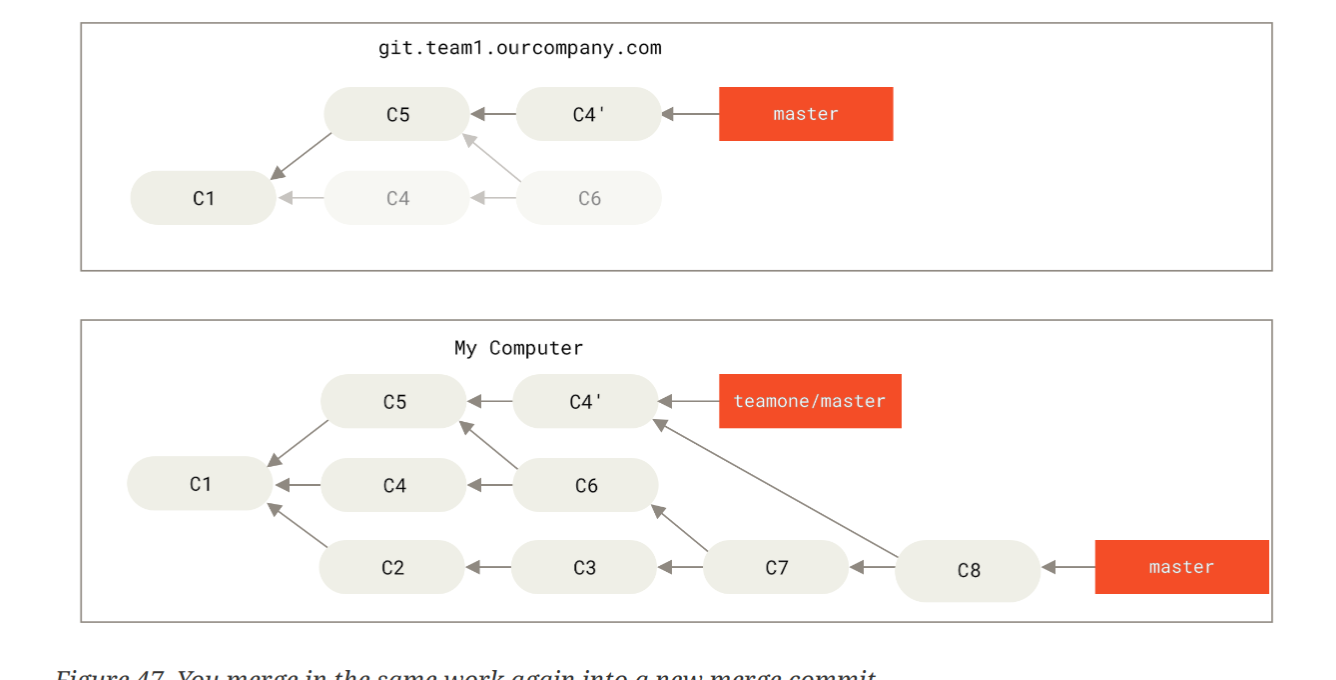 git.team1.ourcompany.com
C5 C4' master
C1 C4 C6
My Computer
C5 C4' teamone/master
C1 C4 C6
C2 C3 C7 C8 master
Figure 47. You merge in the same work again into a new merge commit